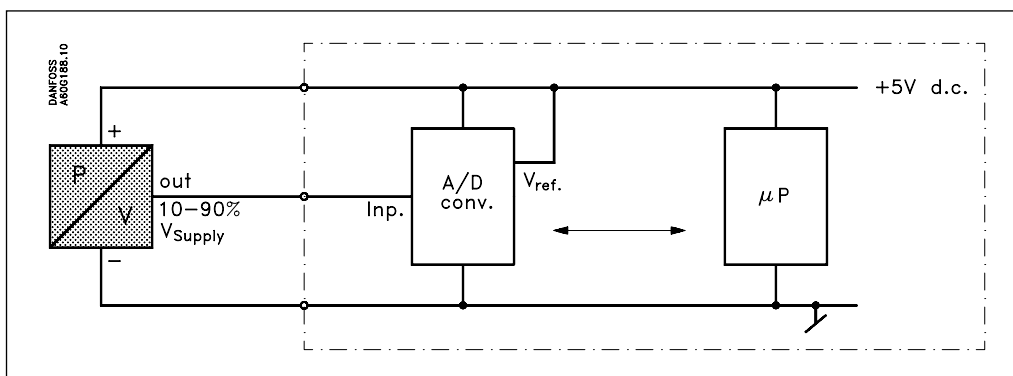 DANFOSS
A60G188.10
+5V d.c.
+
P
V
out
10-90%
VSupply
-
Inp.
A/D
conv.
Vref.
µP